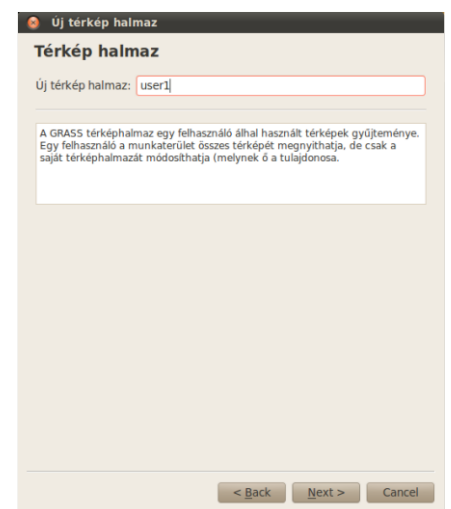 Új térkép halmaz
Térkép halmaz
Új térkép halmaz: user1
A GRASS térképhalmaz egy felhasználó álhal használt térképek gyűjteménye.
Egy felhasználó a munkaterület összes térképét megnyithatja, de csak a
saját térképhalmazát módosíthatja (melynek ő a tulajdonosa.
< Back Next > Cancel